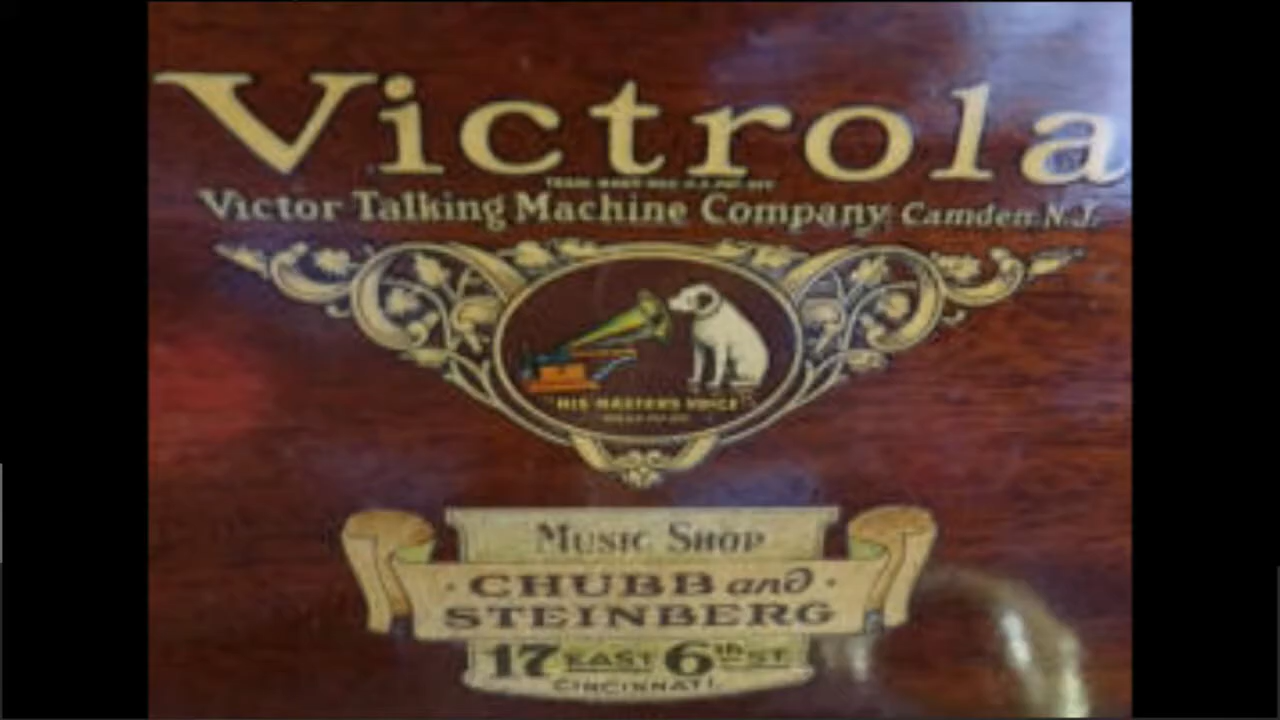 Victrola
Victor Talking Machine Company, Camden N.J.
"HIS MASTER'S VOICE"
MUSIC SHOP
· CHUBB and ·
STEINBERG
17 EAST 6th ST.
CINCINNATI.